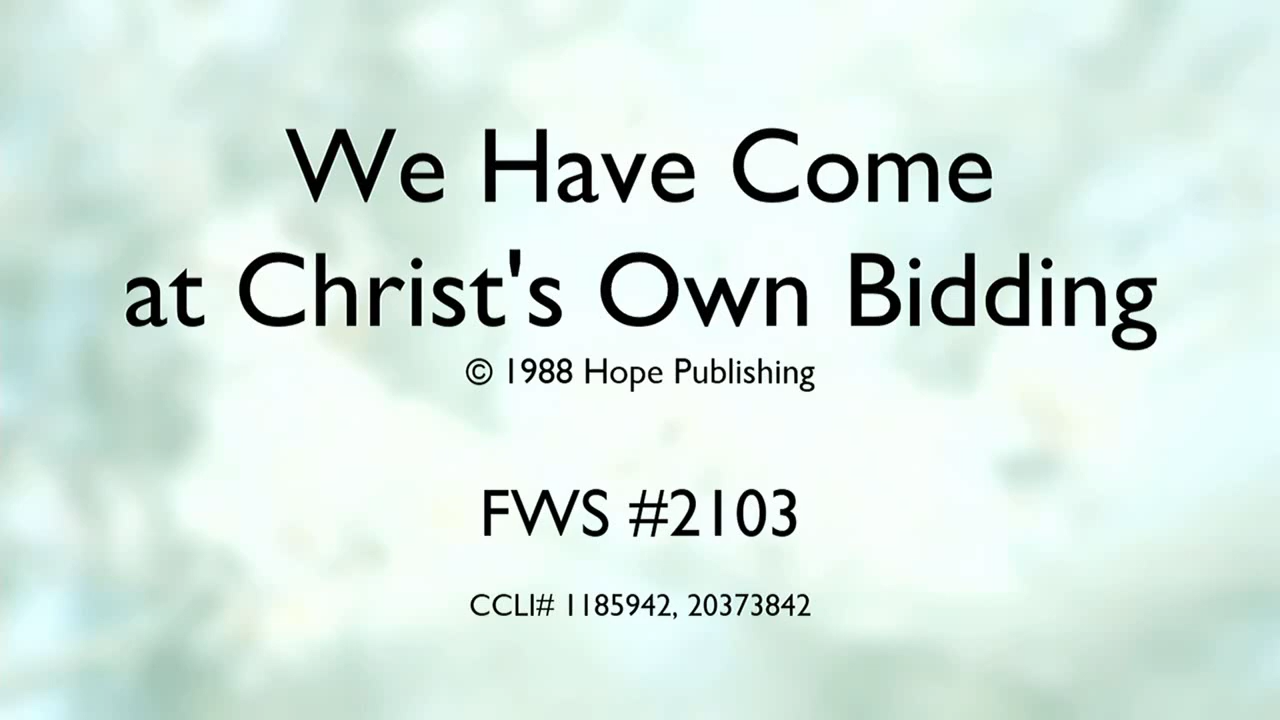 We Have Come
at Christ's Own Bidding
© 1988 Hope Publishing
FWS #2103
CCLI# 1185942, 20373842